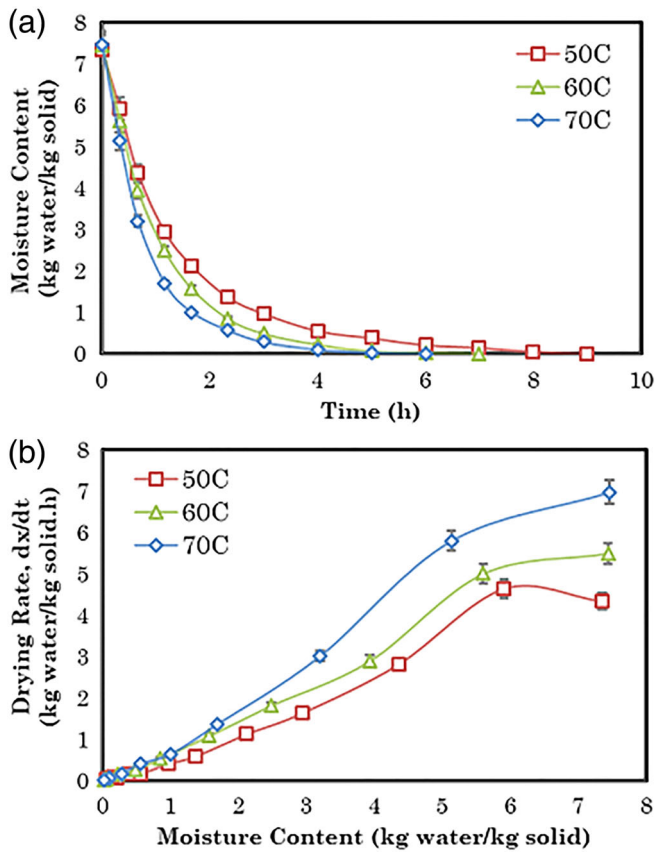 (a)
8
7
6
5
4
3
2
1
0
Moisture Content
(kg water/kg solid)
50C
60C
70C
0 2 4 6 8 10
Time (h)
(b)
8
7
6
5
4
3
2
1
0
Drying Rate, dx/dt
(kg water/kg solid.h)
50C
60C
70C
0 1 2 3 4 5 6 7 8
Moisture Content (kg water/kg solid)